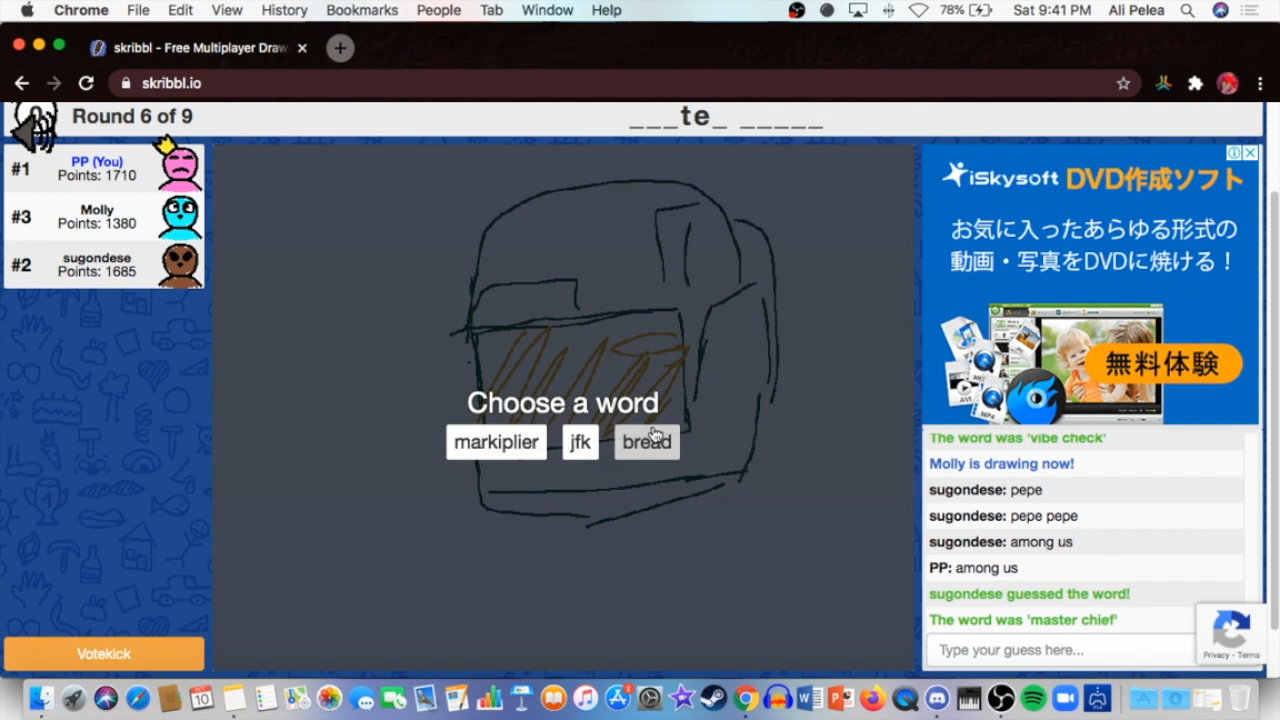 Chrome File Edit View History Bookmarks People Tab Window Help 78% Sat 9:41 PM Ali Pelea
skribbl - Free Multiplayer Draw
skribbl.io
Round 6 of 9
___te_ _____
#1 PP (You)
Points: 1710
#3 Molly
Points: 1380
#2 sugondese
Points: 1685
Votekick
Choose a word
markiplier jfk bread
iSkysoft DVD作成ソフト
お気に入ったあらゆる形式の
動画・写真をDVDに焼ける！
無料体験
The word was 'vibe check'
Molly is drawing now!
sugondese: pepe
sugondese: pepe pepe
sugondese: among us
PP: among us
sugondese guessed the word!
The word was 'master chief'
Type your guess here...
Privacy - Terms